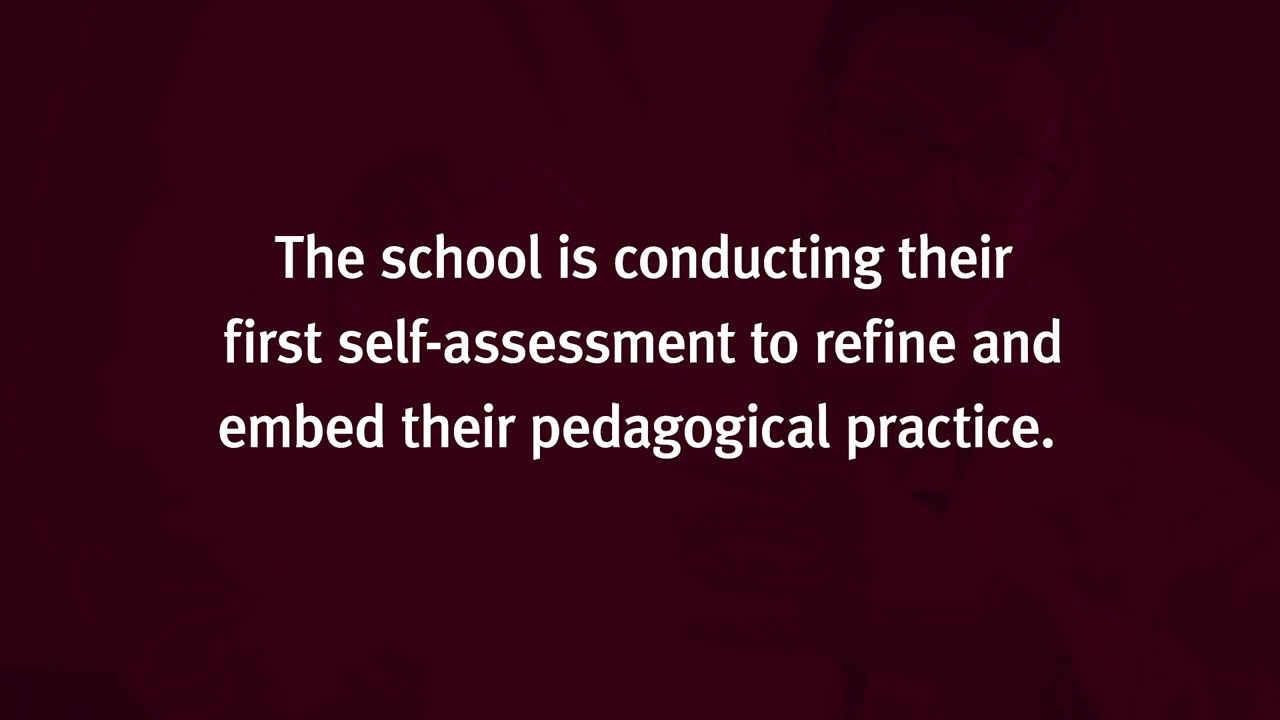 The school is conducting their
first self-assessment to refine and
embed their pedagogical practice.